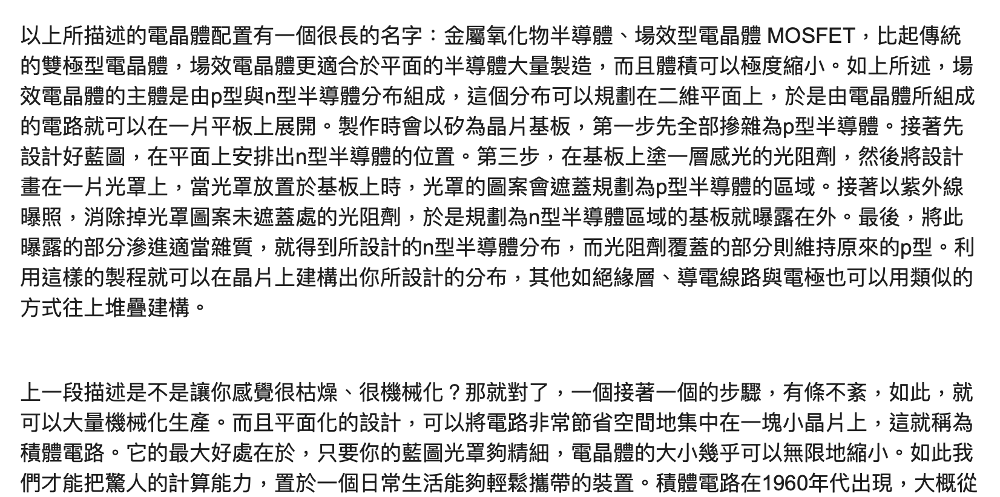 以上所描述的電晶體配置有一個很長的名字：金屬氧化物半導體、場效型電晶體 MOSFET，比起傳統
的雙極型電晶體，場效電晶體更適合於平面的半導體大量製造，而且體積可以極度縮小。如上所述，場
效電晶體的主體是由p型與n型半導體分布組成，這個分布可以規劃在二維平面上，於是由電晶體所組成
的電路就可以在一片平板上展開。製作時會以矽為晶片基板，第一步先全部摻雜為p型半導體。接著先
設計好藍圖，在平面上安排出n型半導體的位置。第三步，在基板上塗一層感光的光阻劑，然後將設計
畫在一片光罩上，當光罩放置於基板上時，光罩的圖案會遮蓋規劃為p型半導體的區域。接著以紫外線
曝照，消除掉光罩圖案未遮蓋處的光阻劑，於是規劃為n型半導體區域的基板就曝露在外。最後，將此
曝露的部分滲進適當雜質，就得到所設計的n型半導體分布，而光阻劑覆蓋的部分則維持原來的p型。利
用這樣的製程就可以在晶片上建構出你所設計的分布，其他如絕緣層、導電線路與電極也可以用類似的
方式往上堆疊建構。
上一段描述是不是讓你感覺很枯燥、很機械化？那就對了，一個接著一個的步驟，有條不紊，如此，就
可以大量機械化生產。而且平面化的設計，可以將電路非常節省空間地集中在一塊小晶片上，這就稱為
積體電路。它的最大好處在於，只要你的藍圖光罩夠精細，電晶體的大小幾乎可以無限地縮小。如此我
們才能把驚人的計算能力，置於一個日常生活能夠輕鬆攜帶的裝置。積體電路在1960年代出現，大概從